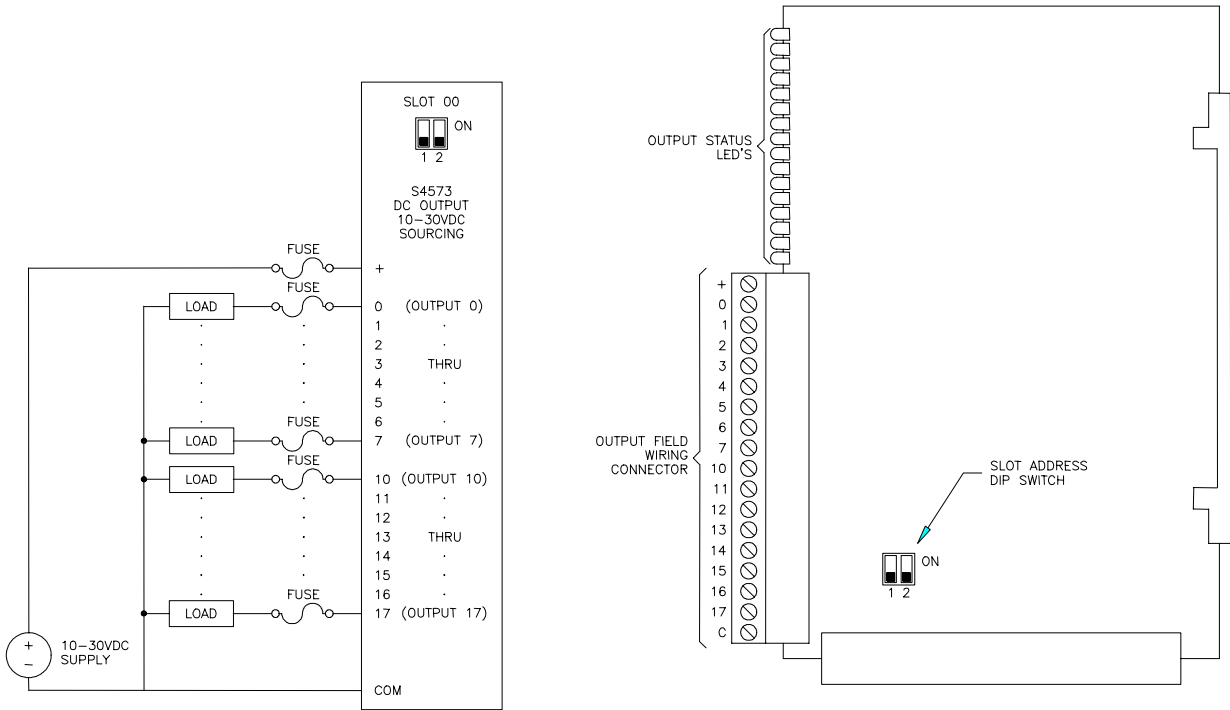 SLOT 00
ON
1 2
S4573
DC OUTPUT
10-30VDC
SOURCING
FUSE
+
FUSE
LOAD
0 (OUTPUT 0)
1
2
3 THRU
4
5
6
FUSE
LOAD
7 (OUTPUT 7)
FUSE
LOAD
10 (OUTPUT 10)
11
12
13 THRU
14
15
16
FUSE
LOAD
17 (OUTPUT 17)
+
−
10-30VDC
SUPPLY
COM
OUTPUT STATUS
LED'S
OUTPUT FIELD
WIRING
CONNECTOR
+
0
1
2
3
4
5
6
7
10
11
12
13
14
15
16
17
C
SLOT ADDRESS
DIP SWITCH
ON
1 2